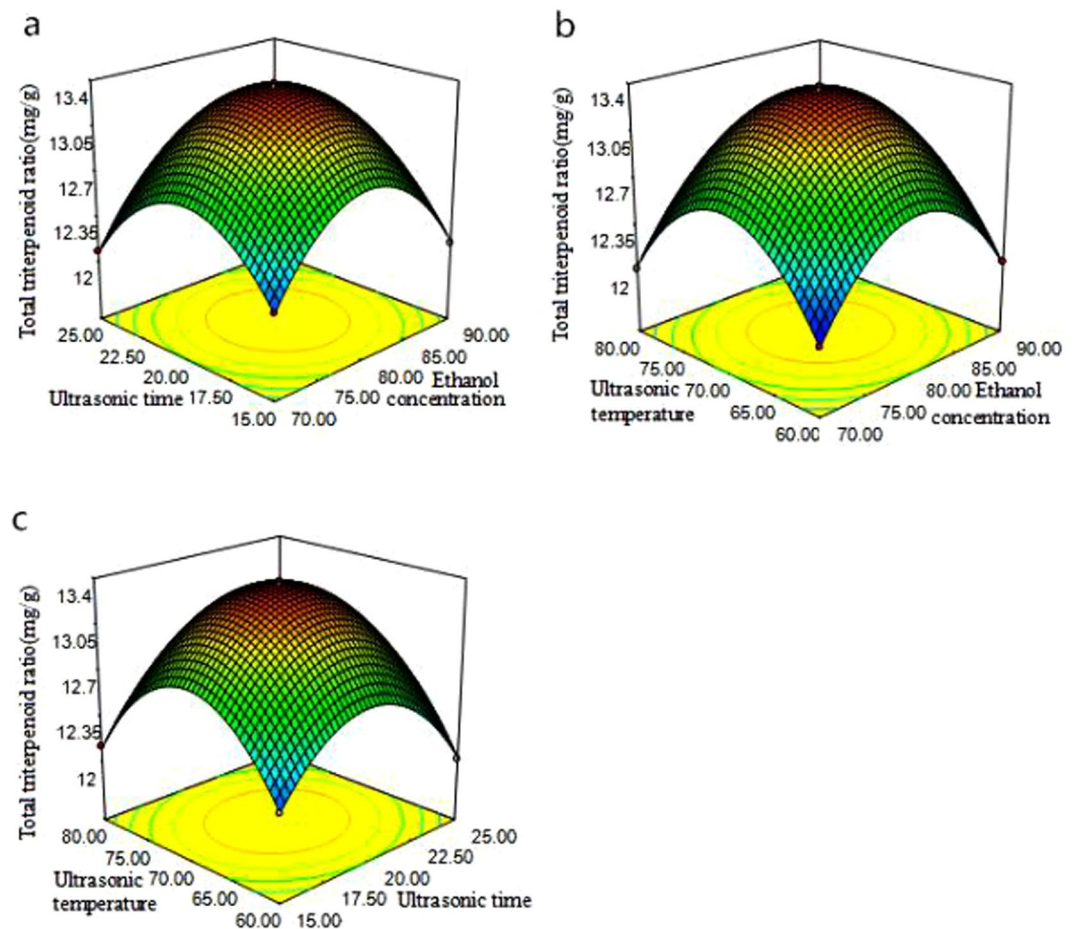 a
Total triterpenoid ratio(mg/g)
13.4
13.05
12.7
12.35
12
25.00
22.50
20.00
17.50
15.00
Ultrasonic time
70.00
75.00
80.00
85.00
90.00
Ethanol
concentration
b
Total triterpenoid ratio(mg/g)
13.4
13.05
12.7
12.35
12
80.00
75.00
70.00
65.00
60.00
Ultrasonic
temperature
70.00
75.00
80.00
85.00
90.00
Ethanol
concentration
c
Total triterpenoid ratio(mg/g)
13.4
13.05
12.7
12.35
12
80.00
75.00
70.00
65.00
60.00
Ultrasonic
temperature
15.00
17.50
20.00
22.50
25.00
Ultrasonic time